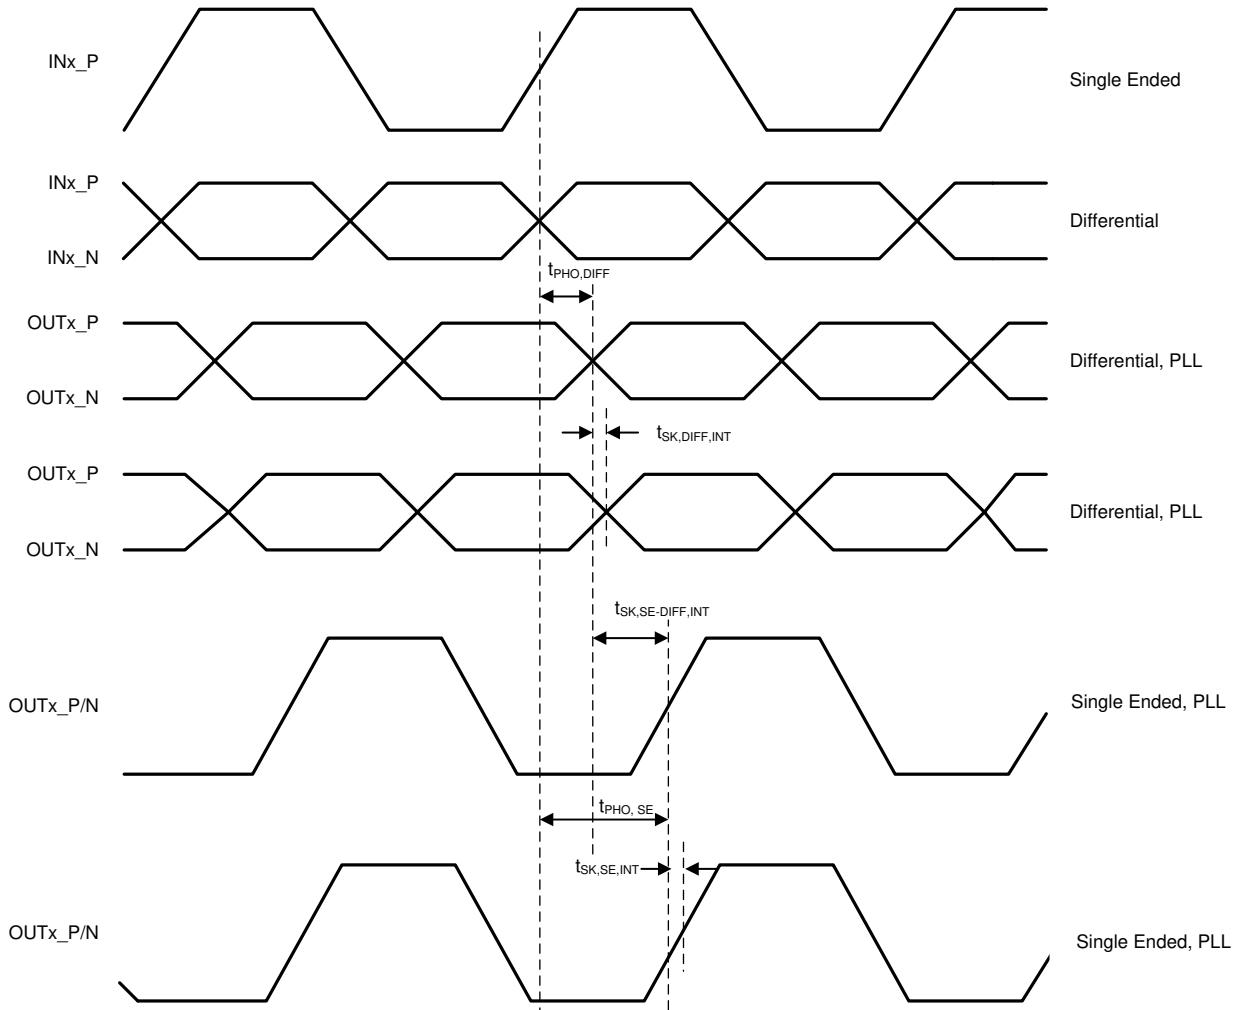 INx_P
Single Ended
INx_P
Differential
INx_N
tPHO,DIFF
OUTx_P
Differential, PLL
OUTx_N
tSK,DIFF,INT
OUTx_P
Differential, PLL
OUTx_N
tSK,SE-DIFF,INT
OUTx_P/N
Single Ended, PLL
tPHO, SE
tSK,SE,INT
OUTx_P/N
Single Ended, PLL